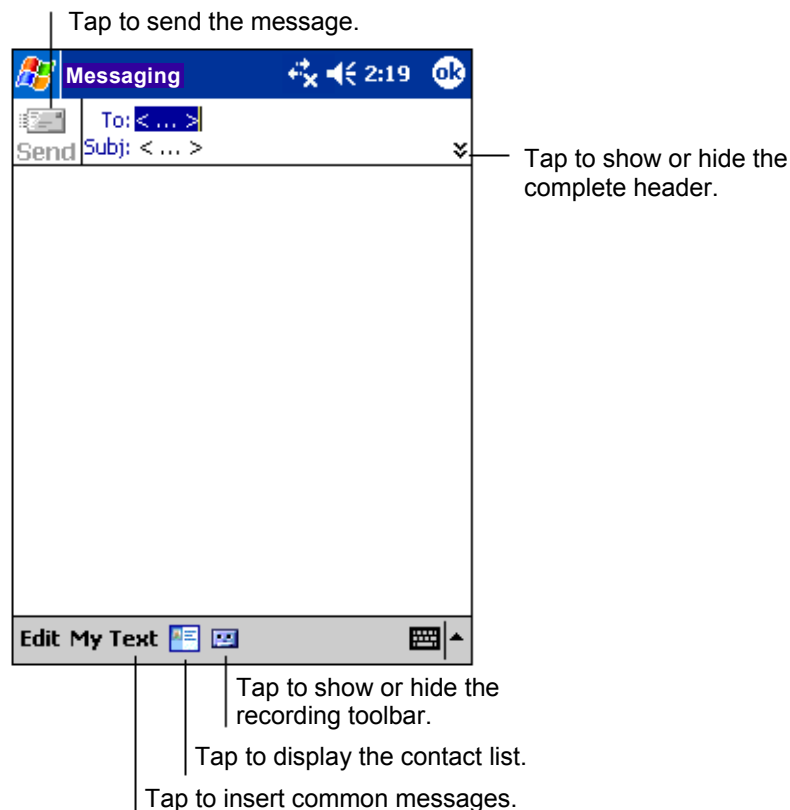 Tap to send the message.
Messaging 2:19 ok
To: < ... >
Send Subj: < ... >
Tap to show or hide the
complete header.
Edit My Text
Tap to show or hide the
recording toolbar.
Tap to display the contact list.
Tap to insert common messages.